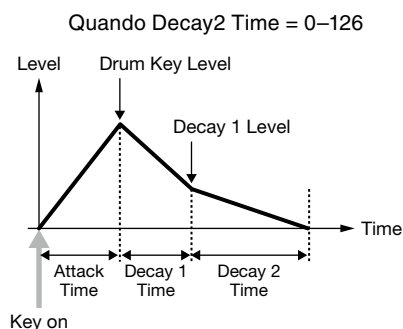 Quando Decay2 Time = 0–126
Level
Drum Key Level
Decay 1 Level
Time
Attack
Time
Decay 1
Time
Decay 2
Time
Key on